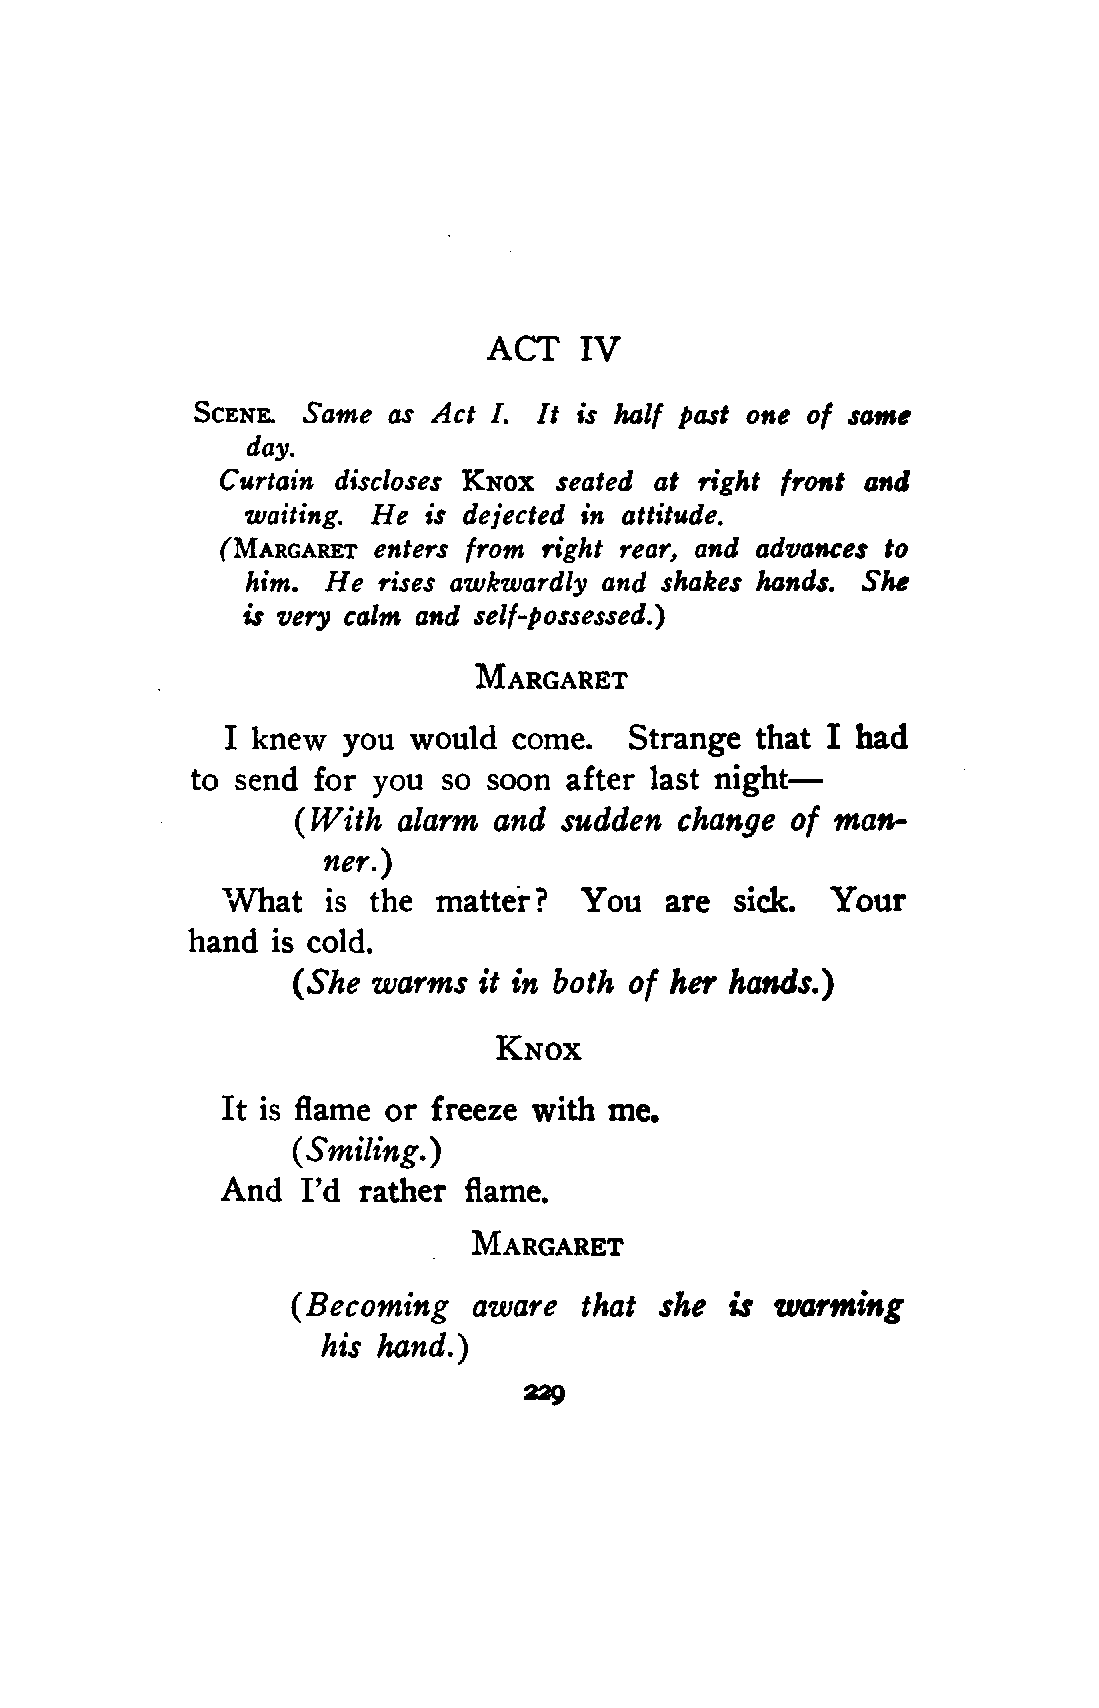 ACT IV
SCENE. Same as Act I. It is half past one of same
day.
Curtain discloses KNOX seated at right front and
waiting. He is dejected in attitude.
(MARGARET enters from right rear, and advances to
him. He rises awkwardly and shakes hands. She
is very calm and self-possessed.)
MARGARET
I knew you would come. Strange that I had
to send for you so soon after last night—
(With alarm and sudden change of man-
ner.)
What is the matter? You are sick. Your
hand is cold.
(She warms it in both of her hands.)
KNOX
It is flame or freeze with me.
(Smiling.)
And I'd rather flame.
MARGARET
(Becoming aware that she is warming
his hand.)
229